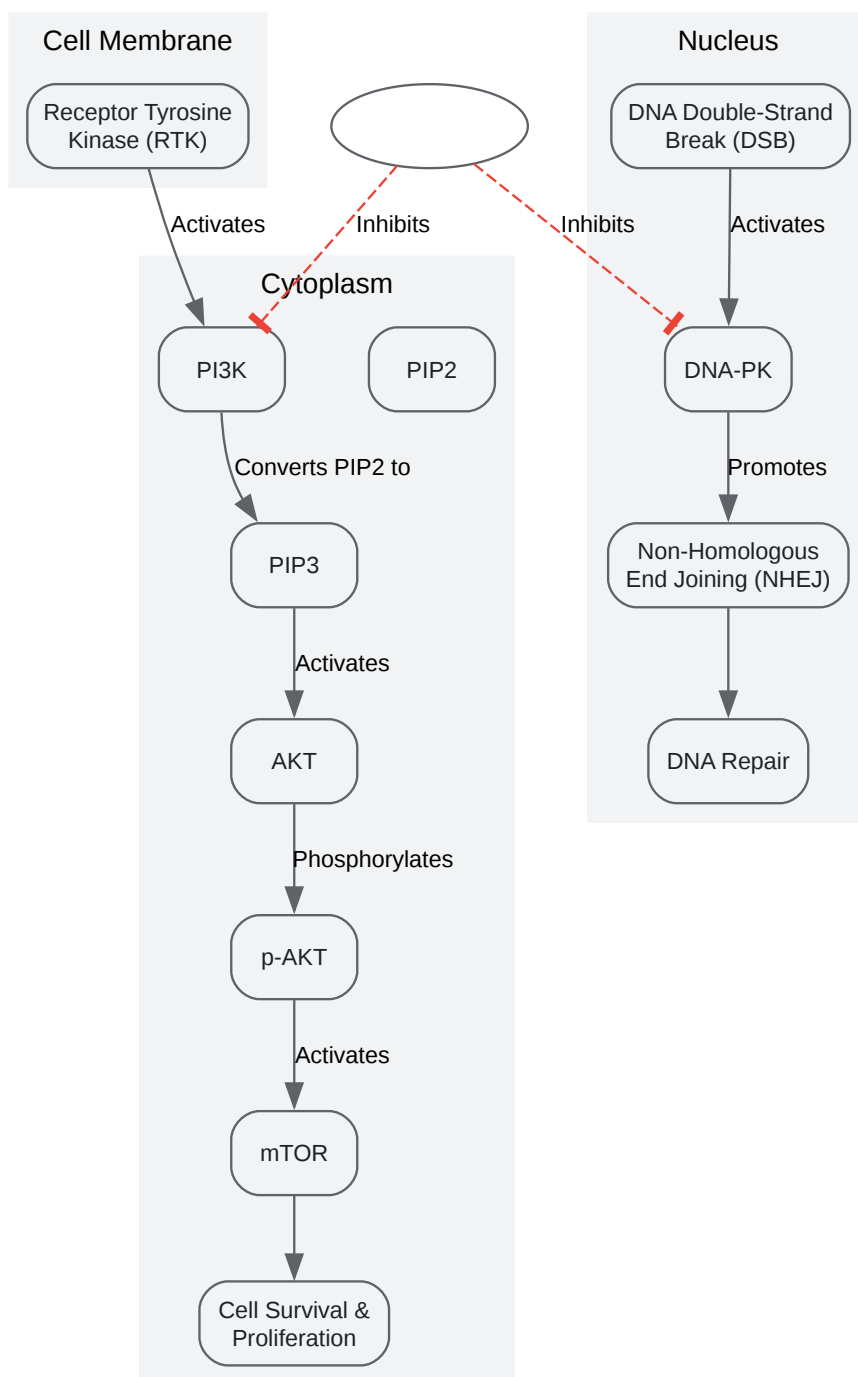 Cell Membrane
Nucleus
Receptor Tyrosine
Kinase (RTK)
DNA Double-Strand
Break (DSB)
Activates
Inhibits
Inhibits
Activates
Cytoplasm
PI3K
PIP2
DNA-PK
Converts PIP2 to
Promotes
PIP3
Non-Homologous
End Joining (NHEJ)
Activates
AKT
DNA Repair
Phosphorylates
p-AKT
Activates
mTOR
Cell Survival &
Proliferation